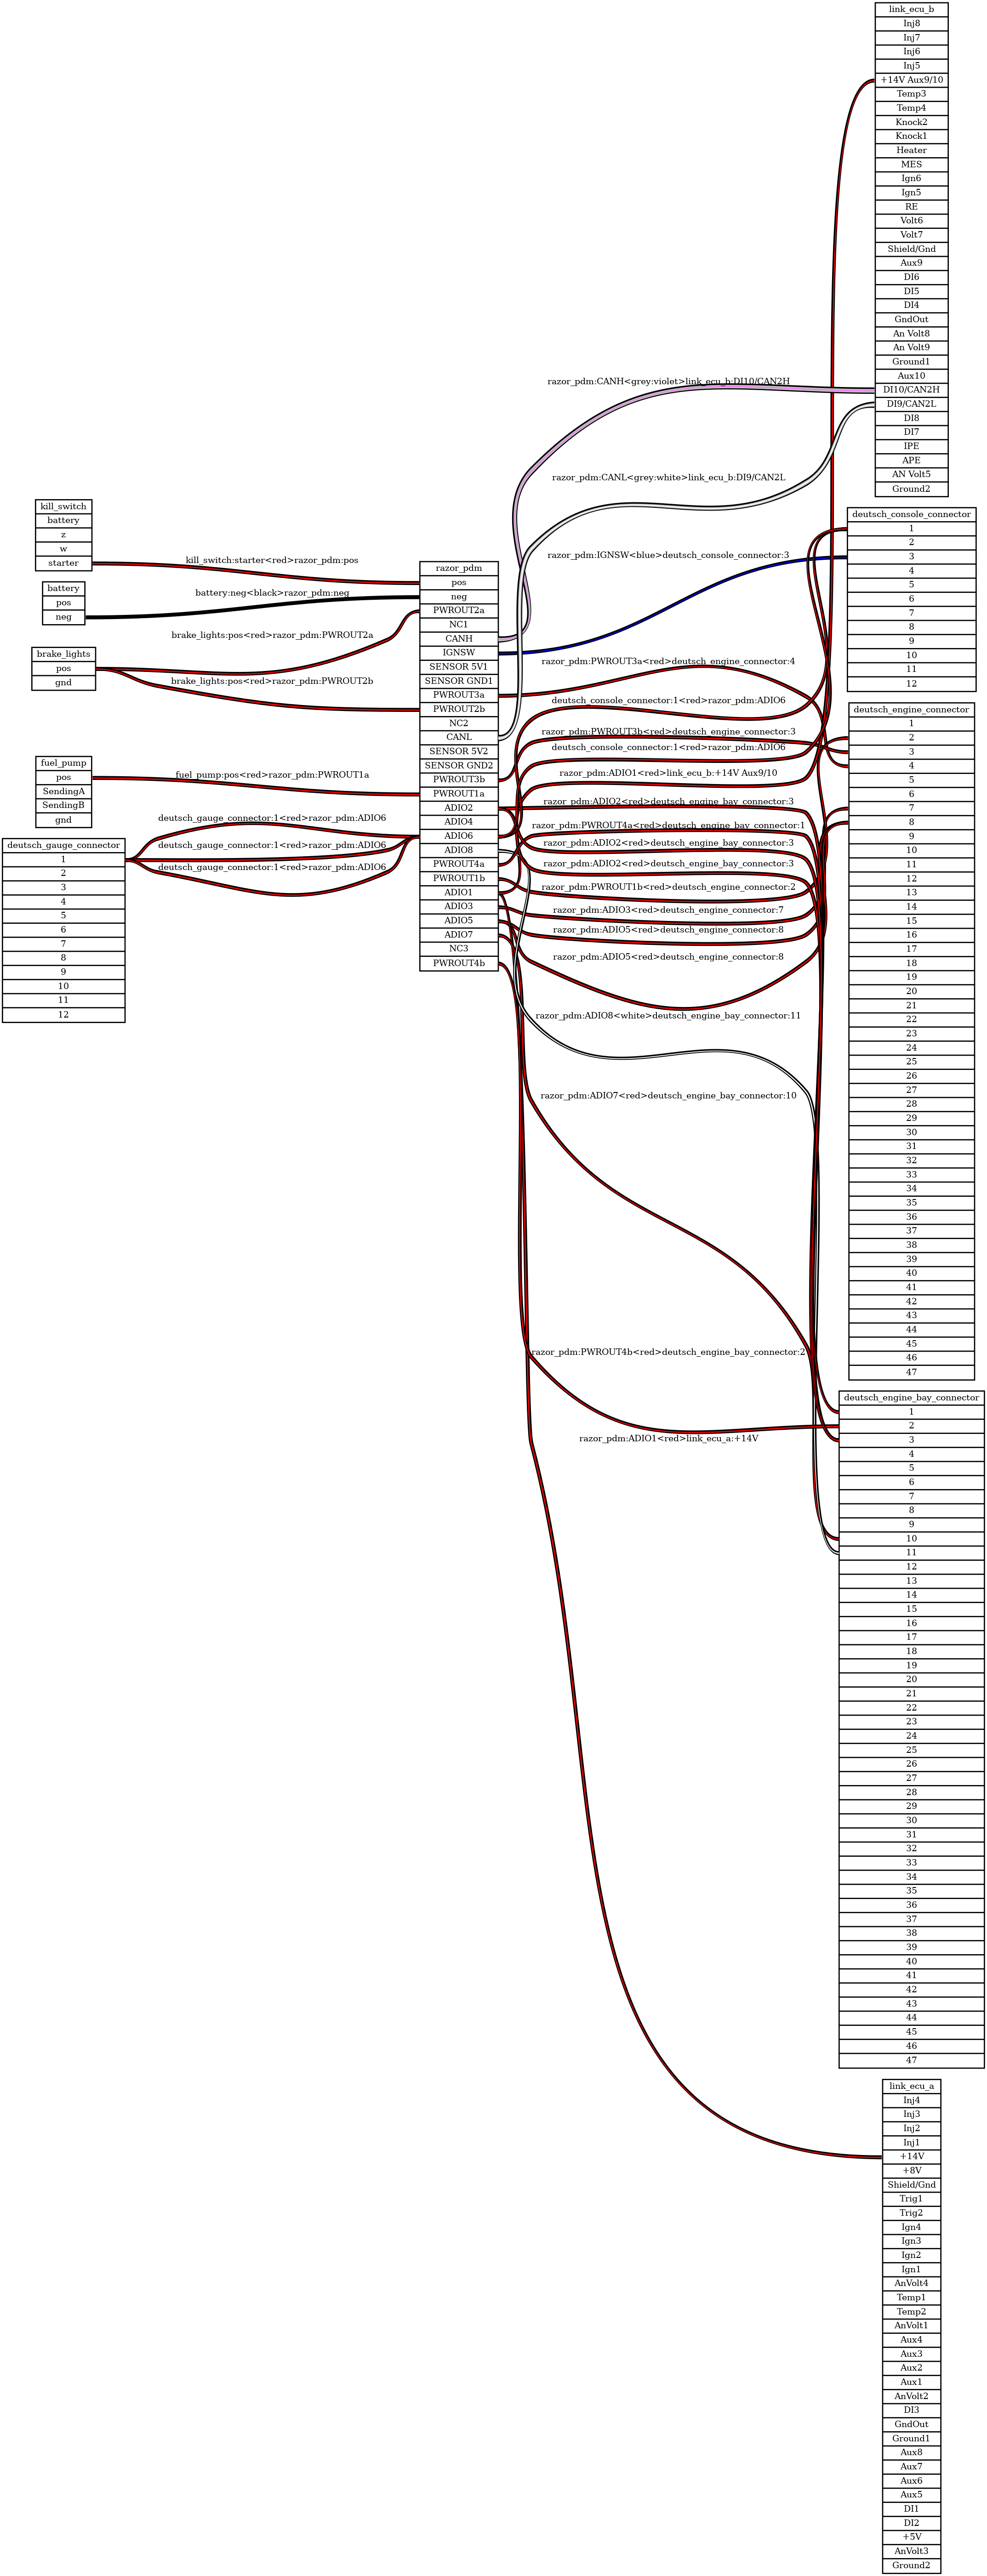 kill_switch
battery
z
w
starter
battery
pos
neg
brake_lights
pos
gnd
fuel_pump
pos
SendingA
SendingB
gnd
deutsch_gauge_connector
1
2
3
4
5
6
7
8
9
10
11
12
kill_switch:starter<red>razor_pdm:pos
battery:neg<black>razor_pdm:neg
brake_lights:pos<red>razor_pdm:PWROUT2a
brake_lights:pos<red>razor_pdm:PWROUT2b
fuel_pump:pos<red>razor_pdm:PWROUT1a
deutsch_gauge_connector:1<red>razor_pdm:ADIO6
deutsch_gauge_connector:1<red>razor_pdm:ADIO6
deutsch_gauge_connector:1<red>razor_pdm:ADIO6
razor_pdm
pos
neg
PWROUT2a
NC1
CANH
IGNSW
SENSOR 5V1
SENSOR GND1
PWROUT3a
PWROUT2b
NC2
CANL
SENSOR 5V2
SENSOR GND2
PWROUT3b
PWROUT1a
ADIO2
ADIO4
ADIO6
ADIO8
PWROUT4a
PWROUT1b
ADIO1
ADIO3
ADIO5
ADIO7
NC3
PWROUT4b
razor_pdm:CANH<grey:violet>link_ecu_b:DI10/CAN2H
razor_pdm:CANL<grey:white>link_ecu_b:DI9/CAN2L
razor_pdm:IGNSW<blue>deutsch_console_connector:3
razor_pdm:PWROUT3a<red>deutsch_engine_connector:4
deutsch_console_connector:1<red>razor_pdm:ADIO6
razor_pdm:PWROUT3b<red>deutsch_engine_connector:3
deutsch_console_connector:1<red>razor_pdm:ADIO6
razor_pdm:ADIO1<red>link_ecu_b:+14V Aux9/10
razor_pdm:ADIO2<red>deutsch_engine_bay_connector:3
razor_pdm:PWROUT4a<red>deutsch_engine_bay_connector:1
razor_pdm:ADIO2<red>deutsch_engine_bay_connector:3
razor_pdm:ADIO2<red>deutsch_engine_bay_connector:3
razor_pdm:PWROUT1b<red>deutsch_engine_connector:2
razor_pdm:ADIO3<red>deutsch_engine_connector:7
razor_pdm:ADIO5<red>deutsch_engine_connector:8
razor_pdm:ADIO5<red>deutsch_engine_connector:8
razor_pdm:ADIO8<white>deutsch_engine_bay_connector:11
razor_pdm:ADIO7<red>deutsch_engine_bay_connector:10
razor_pdm:PWROUT4b<red>deutsch_engine_bay_connector:2
razor_pdm:ADIO1<red>link_ecu_a:+14V
link_ecu_b
Inj8
Inj7
Inj6
Inj5
+14V Aux9/10
Temp3
Temp4
Knock2
Knock1
Heater
MES
Ign6
Ign5
RE
Volt6
Volt7
Shield/Gnd
Aux9
DI6
DI5
DI4
GndOut
An Volt8
An Volt9
Ground1
Aux10
DI10/CAN2H
DI9/CAN2L
DI8
DI7
IPE
APE
AN Volt5
Ground2
deutsch_console_connector
1
2
3
4
5
6
7
8
9
10
11
12
deutsch_engine_connector
1
2
3
4
5
6
7
8
9
10
11
12
13
14
15
16
17
18
19
20
21
22
23
24
25
26
27
28
29
30
31
32
33
34
35
36
37
38
39
40
41
42
43
44
45
46
47
deutsch_engine_bay_connector
1
2
3
4
5
6
7
8
9
10
11
12
13
14
15
16
17
18
19
20
21
22
23
24
25
26
27
28
29
30
31
32
33
34
35
36
37
38
39
40
41
42
43
44
45
46
47
link_ecu_a
Inj4
Inj3
Inj2
Inj1
+14V
+8V
Shield/Gnd
Trig1
Trig2
Ign4
Ign3
Ign2
Ign1
AnVolt4
Temp1
Temp2
AnVolt1
Aux4
Aux3
Aux2
Aux1
AnVolt2
DI3
GndOut
Ground1
Aux8
Aux7
Aux6
Aux5
DI1
DI2
+5V
AnVolt3
Ground2